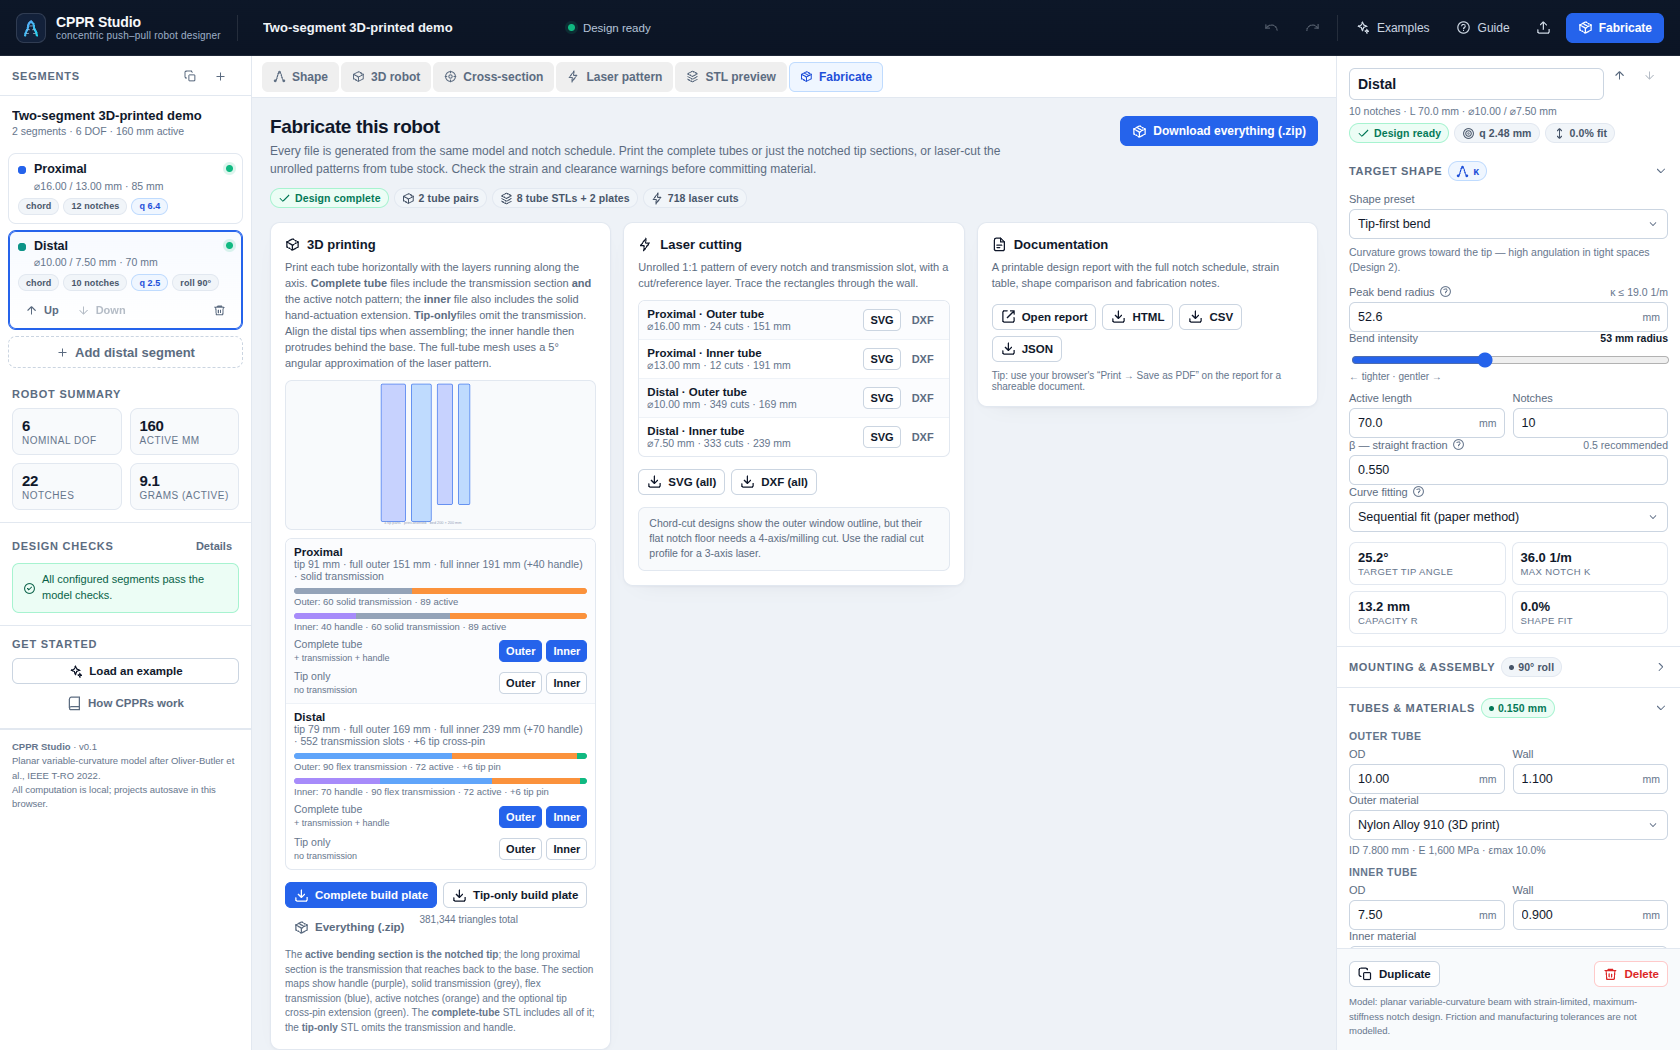 CPPR Studio
concentric push–pull robot designer
Two-segment 3D-printed demo
Design ready
Examples
Guide
Fabricate
SEGMENTS
Two-segment 3D-printed demo
2 segments · 6 DOF · 160 mm active
Proximal
⌀16.00 / 13.00 mm · 85 mm
chord
12 notches
q 6.4
Distal
⌀10.00 / 7.50 mm · 70 mm
chord
10 notches
q 2.5
roll 90°
Up
Down
Add distal segment
ROBOT SUMMARY
6
NOMINAL DOF
160
ACTIVE MM
22
NOTCHES
9.1
GRAMS (ACTIVE)
DESIGN CHECKS
Details
All configured segments pass the
model checks.
GET STARTED
Load an example
How CPPRs work
CPPR Studio · v0.1
Planar variable-curvature model after Oliver-Butler et
al., IEEE T-RO 2022.
All computation is local; projects autosave in this
browser.
Shape
3D robot
Cross-section
Laser pattern
STL preview
Fabricate
Fabricate this robot
Every file is generated from the same model and notch schedule. Print the complete tubes or just the notched tip sections, or laser-cut the
unrolled patterns from tube stock. Check the strain and clearance warnings before committing material.
Download everything (.zip)
Design complete
2 tube pairs
8 tube STLs + 2 plates
718 laser cuts
3D printing
Print each tube horizontally with the layers running along the
axis. Complete tube files include the transmission section and
the active notch pattern; the inner file also includes the solid
hand-actuation extension. Tip-onlyfiles omit the transmission.
Align the distal tips when assembling; the inner handle then
protrudes behind the base. The full-tube mesh uses a 5°
angular approximation of the laser pattern.
Proximal
tip 91 mm · full outer 151 mm · full inner 191 mm (+40 handle)
· solid transmission
Outer: 60 solid transmission · 89 active
Inner: 40 handle · 60 solid transmission · 89 active
Complete tube
+ transmission + handle
Outer
Inner
Tip only
no transmission
Outer
Inner
Distal
tip 79 mm · full outer 169 mm · full inner 239 mm (+70 handle)
· 552 transmission slots · +6 tip cross-pin
Outer: 90 flex transmission · 72 active · +6 tip pin
Inner: 70 handle · 90 flex transmission · 72 active · +6 tip pin
Complete tube
+ transmission + handle
Outer
Inner
Tip only
no transmission
Outer
Inner
Complete build plate
Tip-only build plate
Everything (.zip)
381,344 triangles total
The active bending section is the notched tip; the long proximal
section is the transmission that reaches back to the base. The section
maps show handle (purple), solid transmission (grey), flex
transmission (blue), active notches (orange) and the optional tip
cross-pin extension (green). The complete-tube STL includes all of it;
the tip-only STL omits the transmission and handle.
Laser cutting
Unrolled 1:1 pattern of every notch and transmission slot, with a
cut/reference layer. Trace the rectangles through the wall.
Proximal · Outer tube
⌀16.00 mm · 24 cuts · 151 mm
SVG
DXF
Proximal · Inner tube
⌀13.00 mm · 12 cuts · 191 mm
SVG
DXF
Distal · Outer tube
⌀10.00 mm · 349 cuts · 169 mm
SVG
DXF
Distal · Inner tube
⌀7.50 mm · 333 cuts · 239 mm
SVG
DXF
SVG (all)
DXF (all)
Chord-cut designs show the outer window outline, but their
flat notch floor needs a 4-axis/milling cut. Use the radial cut
profile for a 3-axis laser.
Documentation
A printable design report with the full notch schedule, strain
table, shape comparison and fabrication notes.
Open report
HTML
CSV
JSON
Tip: use your browser's "Print → Save as PDF" on the report for a
shareable document.
Distal
10 notches · L 70.0 mm · ⌀10.00 / ⌀7.50 mm
Design ready
q 2.48 mm
0.0% fit
TARGET SHAPE
κ
Shape preset
Tip-first bend
Curvature grows toward the tip — high angulation in tight spaces
(Design 2).
Peak bend radius
κ ≤ 19.0 1/m
52.6
mm
Bend intensity
53 mm radius
← tighter · gentler →
Active length
Notches
70.0
mm
10
β — straight fraction
0.5 recommended
0.550
Curve fitting
Sequential fit (paper method)
25.2°
TARGET TIP ANGLE
36.0 1/m
MAX NOTCH K
13.2 mm
CAPACITY R
0.0%
SHAPE FIT
MOUNTING & ASSEMBLY
90° roll
TUBES & MATERIALS
0.150 mm
OUTER TUBE
OD
Wall
10.00
mm
1.100
mm
Outer material
Nylon Alloy 910 (3D print)
ID 7.800 mm · E 1,600 MPa · εmax 10.0%
INNER TUBE
OD
Wall
7.50
mm
0.900
mm
Inner material
Duplicate
Delete
Model: planar variable-curvature beam with strain-limited, maximum-
stiffness notch design. Friction and manufacturing tolerances are not
modelled.